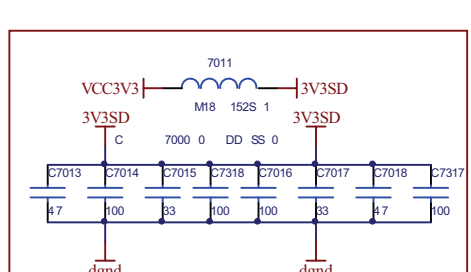 7011
VCC3V3 3V3SD
M18 152S 1
3V3SD 3V3SD
C 7000 0 DD SS 0
C7013 C7014 C7015 C7318 C7016 C7017 C7018 C7317
47 100 33 100 100 33 47 100
dgnd dgnd